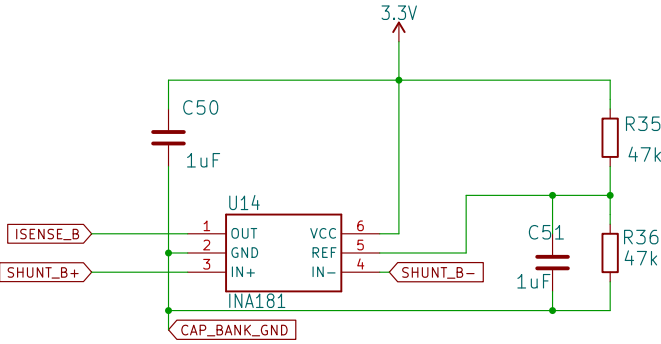 3.3V
C50
1uF
R35
47k
U14
ISENSE_B
1
OUT
VCC
6
2
GND
REF
5
SHUNT_B+
3
IN+
IN-
4
SHUNT_B-
INA181
C51
1uF
R36
47k
CAP_BANK_GND